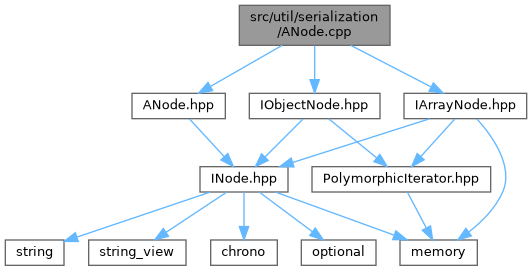 src/util/serialization
/ANode.cpp
ANode.hpp
IObjectNode.hpp
IArrayNode.hpp
INode.hpp
PolymorphicIterator.hpp
string
string_view
chrono
optional
memory